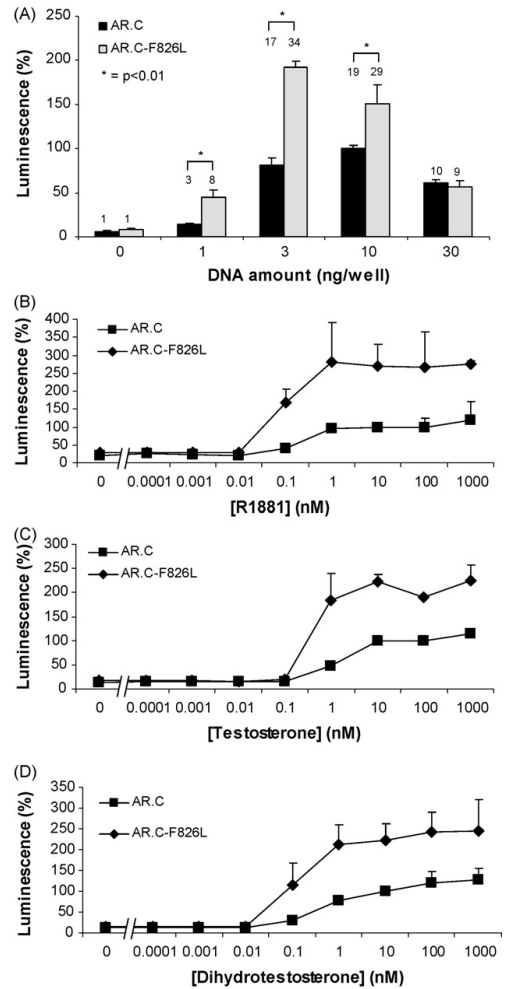 (A)
AR.C
AR.C-F826L
* = p<0.01
Luminescence (%)
250
200
150
100
50
0
1 1
* 3 8
* 17 34
* 19 29
10 9
0 1 3 10 30
DNA amount (ng/well)
(B)
AR.C
AR.C-F826L
Luminescence (%)
400
350
300
250
200
150
100
50
0
0 0.0001 0.001 0.01 0.1 1 10 100 1000
[R1881] (nM)
(C)
AR.C
AR.C-F826L
Luminescence (%)
300
250
200
150
100
50
0
0 0.0001 0.001 0.01 0.1 1 10 100 1000
[Testosterone] (nM)
(D)
AR.C
AR.C-F826L
Luminescence (%)
350
300
250
200
150
100
50
0
0 0.0001 0.001 0.01 0.1 1 10 100 1000
[Dihydrotestosterone] (nM)